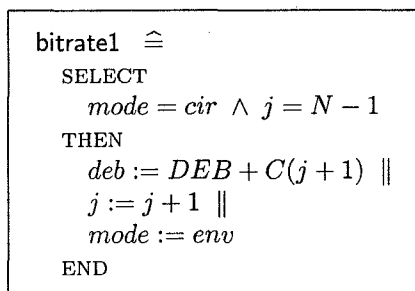 bitrate1 ≙
SELECT
mode = cir ∧ j = N − 1
THEN
deb := DEB + C(j + 1) ||
j := j + 1 ||
mode := env
END